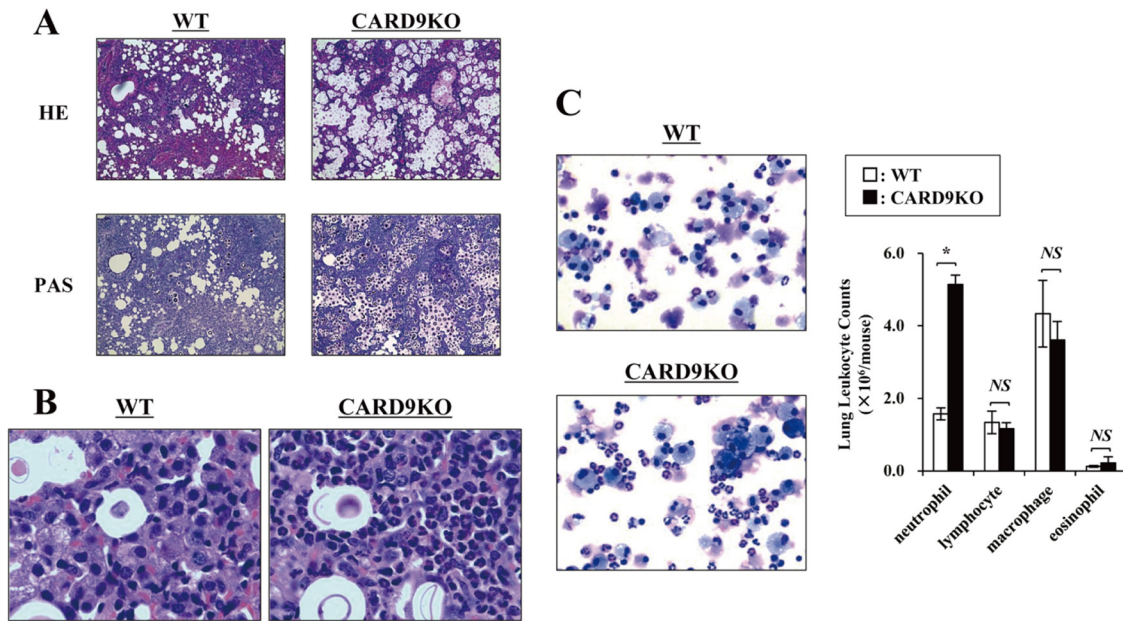 A
WT
CARD9KO
HE
PAS
B
WT
CARD9KO
C
WT
CARD9KO
: WT
: CARD9KO
Lung Leukocyte Counts
(×10⁶/mouse)
6.0
4.0
2.0
0.0
*
NS
NS
NS
neutrophil
lymphocyte
macrophage
eosinophil